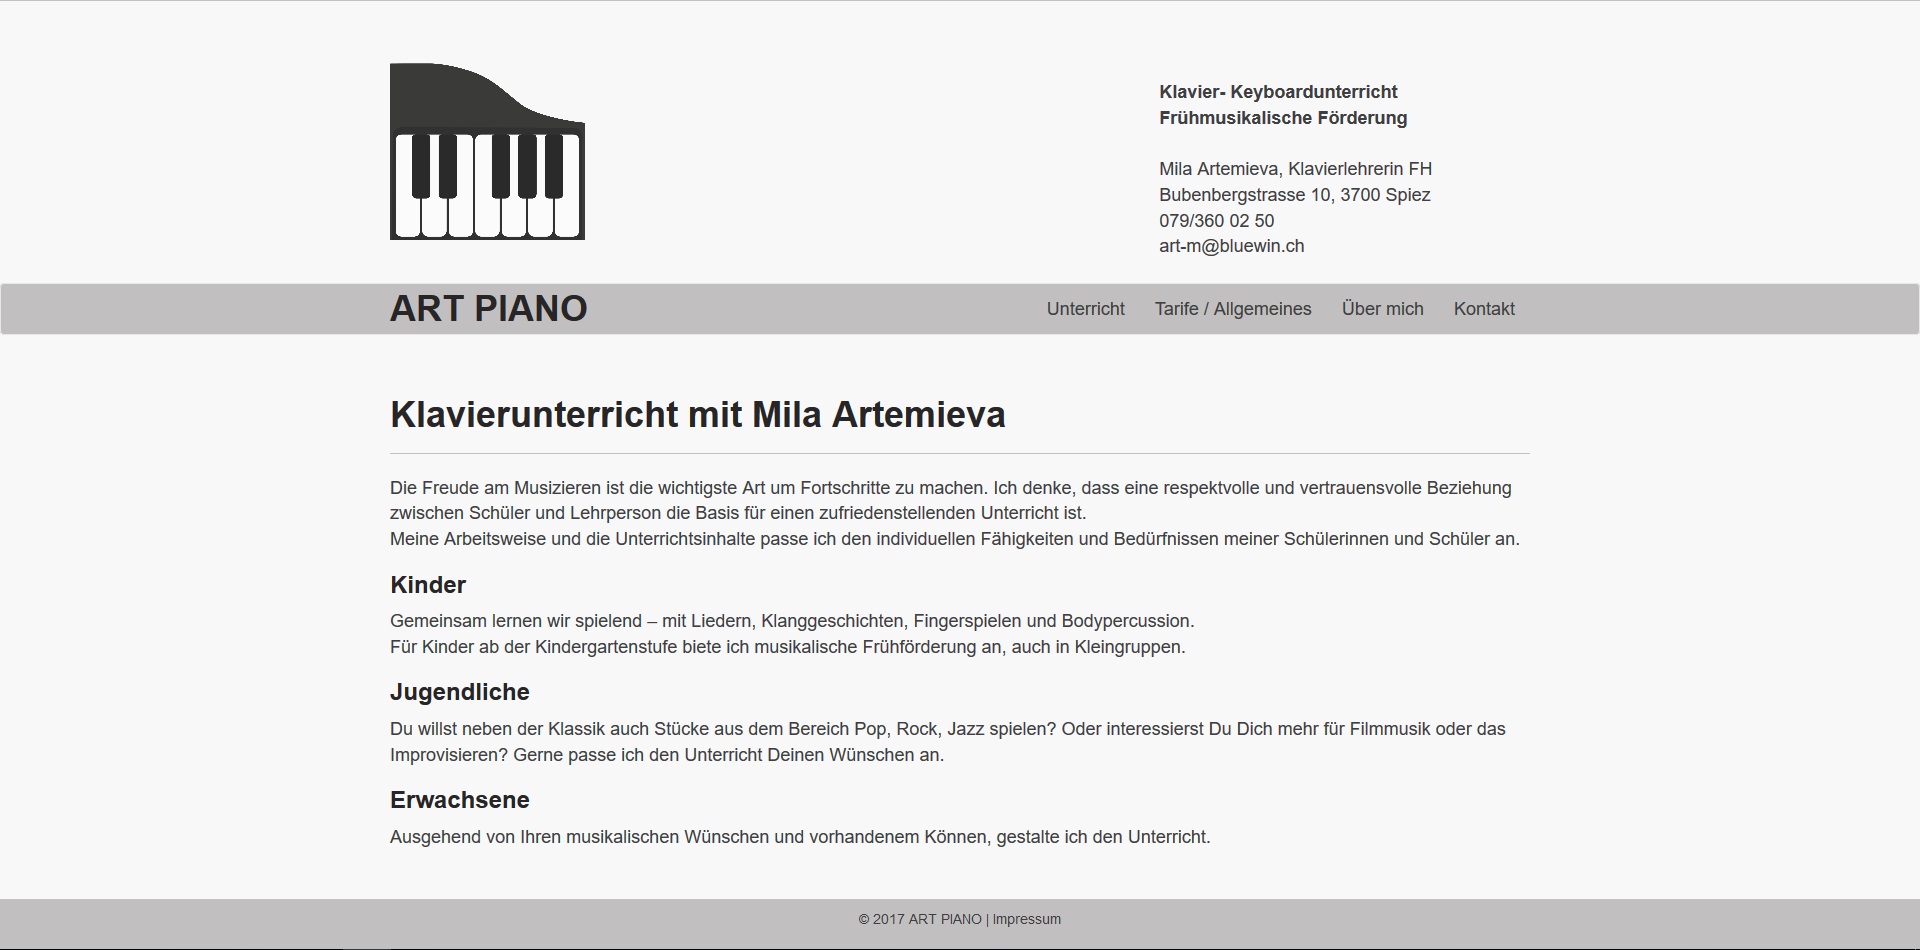 Klavier- Keyboardunterricht
Frühmusikalische Förderung
Mila Artemieva, Klavierlehrerin FH
Bubenbergstrasse 10, 3700 Spiez
079/360 02 50
art-m@bluewin.ch
ART PIANO
Unterricht Tarife / Allgemeines Über mich Kontakt
Klavierunterricht mit Mila Artemieva
Die Freude am Musizieren ist die wichtigste Art um Fortschritte zu machen. Ich denke, dass eine respektvolle und vertrauensvolle Beziehung
zwischen Schüler und Lehrperson die Basis für einen zufriedenstellenden Unterricht ist.
Meine Arbeitsweise und die Unterrichtsinhalte passe ich den individuellen Fähigkeiten und Bedürfnissen meiner Schülerinnen und Schüler an.
Kinder
Gemeinsam lernen wir spielend – mit Liedern, Klanggeschichten, Fingerspielen und Bodypercussion.
Für Kinder ab der Kindergartenstufe biete ich musikalische Frühförderung an, auch in Kleingruppen.
Jugendliche
Du willst neben der Klassik auch Stücke aus dem Bereich Pop, Rock, Jazz spielen? Oder interessierst Du Dich mehr für Filmmusik oder das
Improvisieren? Gerne passe ich den Unterricht Deinen Wünschen an.
Erwachsene
Ausgehend von Ihren musikalischen Wünschen und vorhandenem Können, gestalte ich den Unterricht.
© 2017 ART PIANO | Impressum